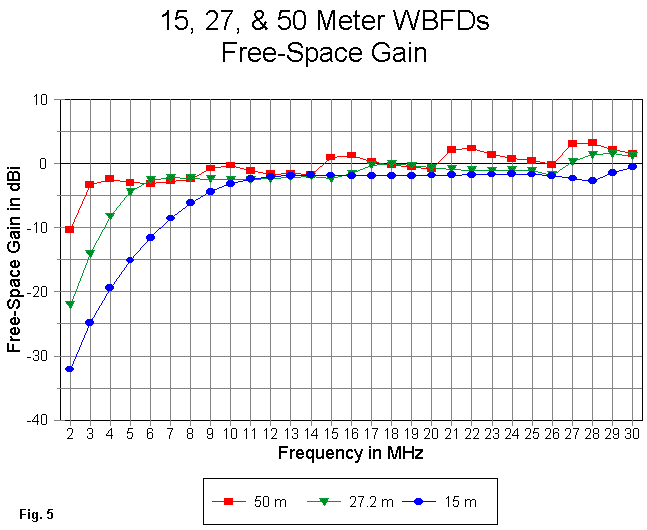 15, 27, & 50 Meter WBFDs
Free-Space Gain
Free-Space Gain in dBi
10
0
-10
-20
-30
-40
2 3 4 5 6 7 8 9 10 11 12 13 14 15 16 17 18 19 20 21 22 23 24 25 26 27 28 29 30
Frequency in MHz
50 m 27.2 m 15 m
Fig. 5